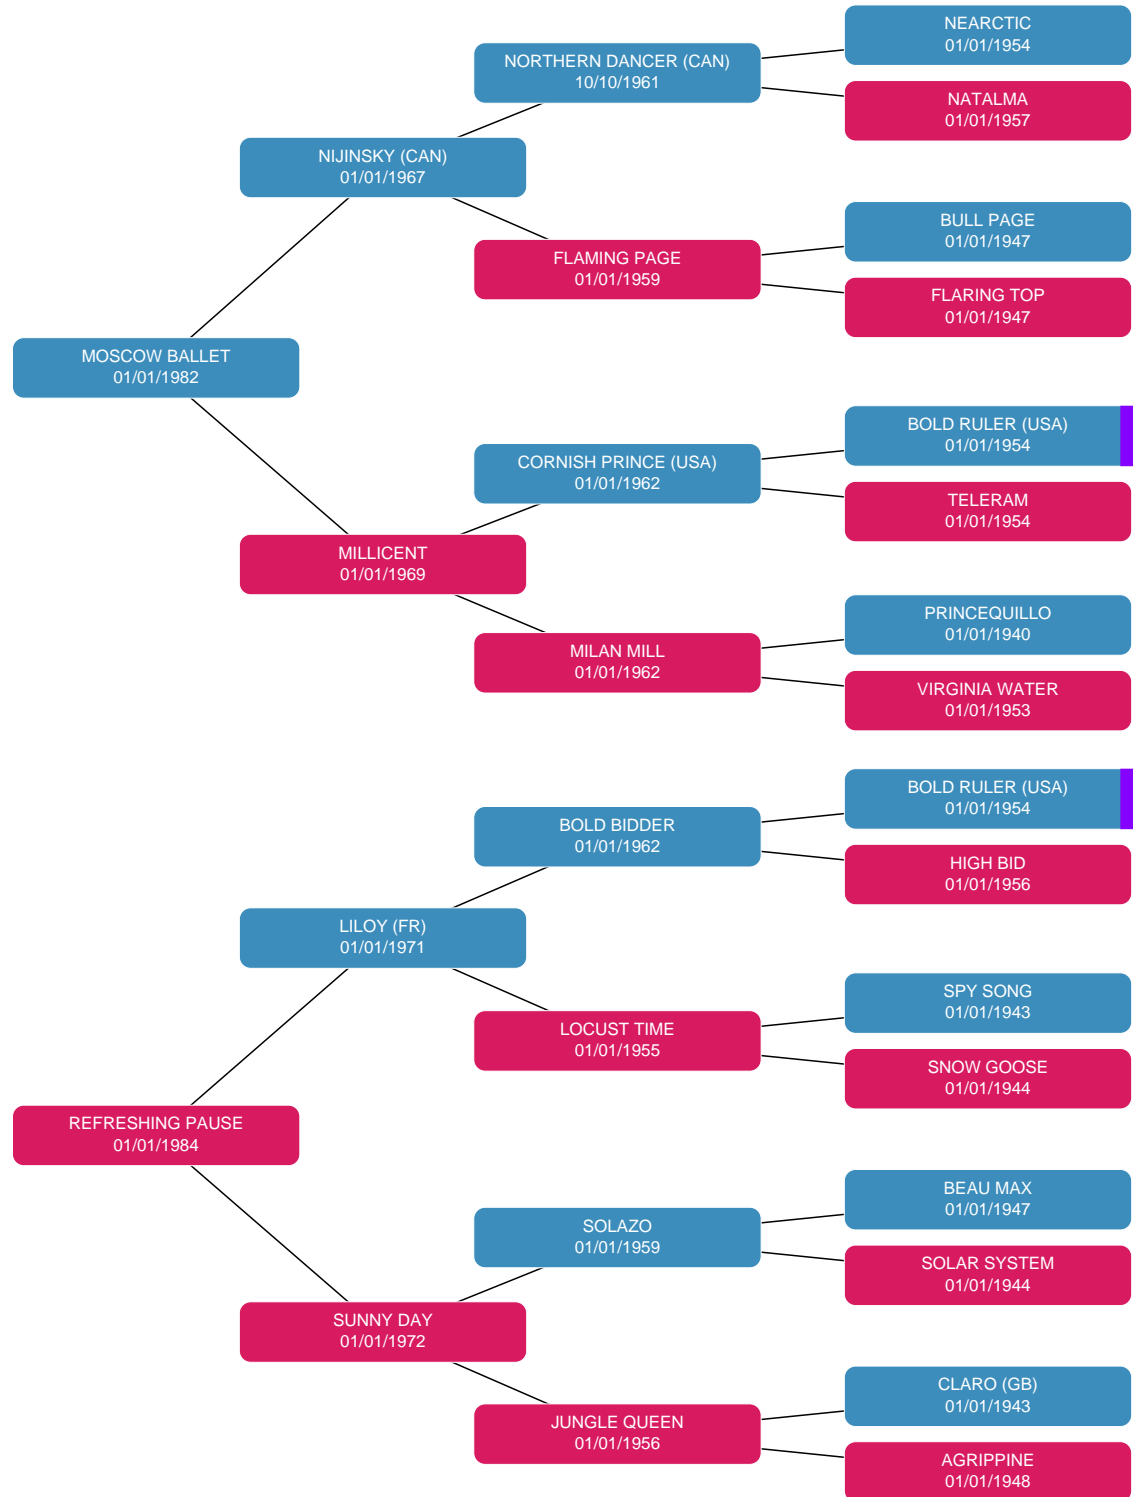 NEARCTIC
01/01/1954
NORTHERN DANCER (CAN)
10/10/1961
NATALMA
01/01/1957
NIJINSKY (CAN)
01/01/1967
BULL PAGE
01/01/1947
FLAMING PAGE
01/01/1959
FLARING TOP
01/01/1947
MOSCOW BALLET
01/01/1982
BOLD RULER (USA)
01/01/1954
CORNISH PRINCE (USA)
01/01/1962
TELERAM
01/01/1954
MILLICENT
01/01/1969
PRINCEQUILLO
01/01/1940
MILAN MILL
01/01/1962
VIRGINIA WATER
01/01/1953
BOLD RULER (USA)
01/01/1954
BOLD BIDDER
01/01/1962
HIGH BID
01/01/1956
LILOY (FR)
01/01/1971
SPY SONG
01/01/1943
LOCUST TIME
01/01/1955
SNOW GOOSE
01/01/1944
REFRESHING PAUSE
01/01/1984
BEAU MAX
01/01/1947
SOLAZO
01/01/1959
SOLAR SYSTEM
01/01/1944
SUNNY DAY
01/01/1972
CLARO (GB)
01/01/1943
JUNGLE QUEEN
01/01/1956
AGRIPPINE
01/01/1948